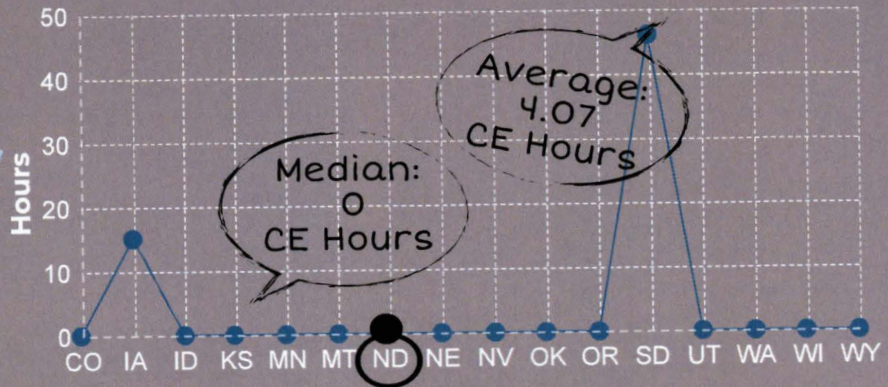 50
40
30
20
10
0
Hours
Average:
4.07
CE Hours
Median:
0
CE Hours
CO IA ID KS MN MT ND NE NV OK OR SD UT WA WI WY